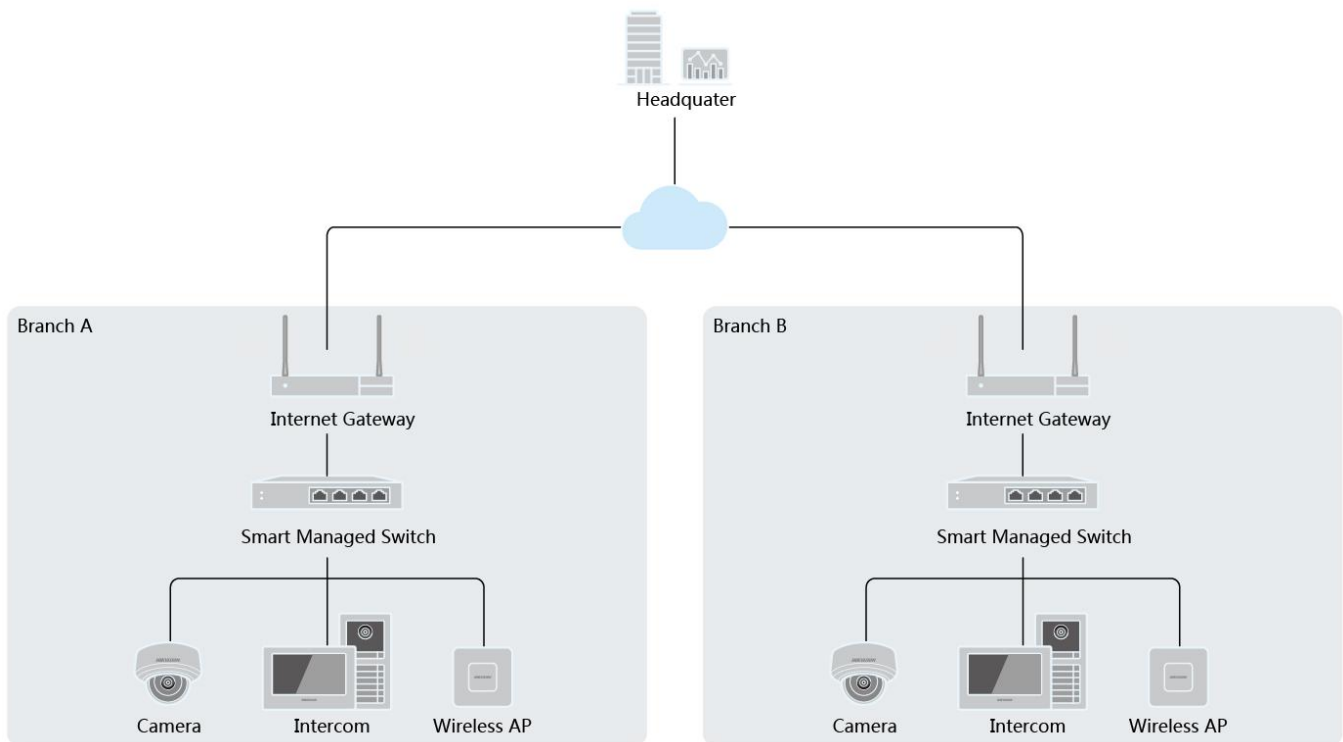 Headquater
Branch A
Branch B
Internet Gateway
Internet Gateway
Smart Managed Switch
Smart Managed Switch
Camera
Intercom
Wireless AP
Camera
Intercom
Wireless AP